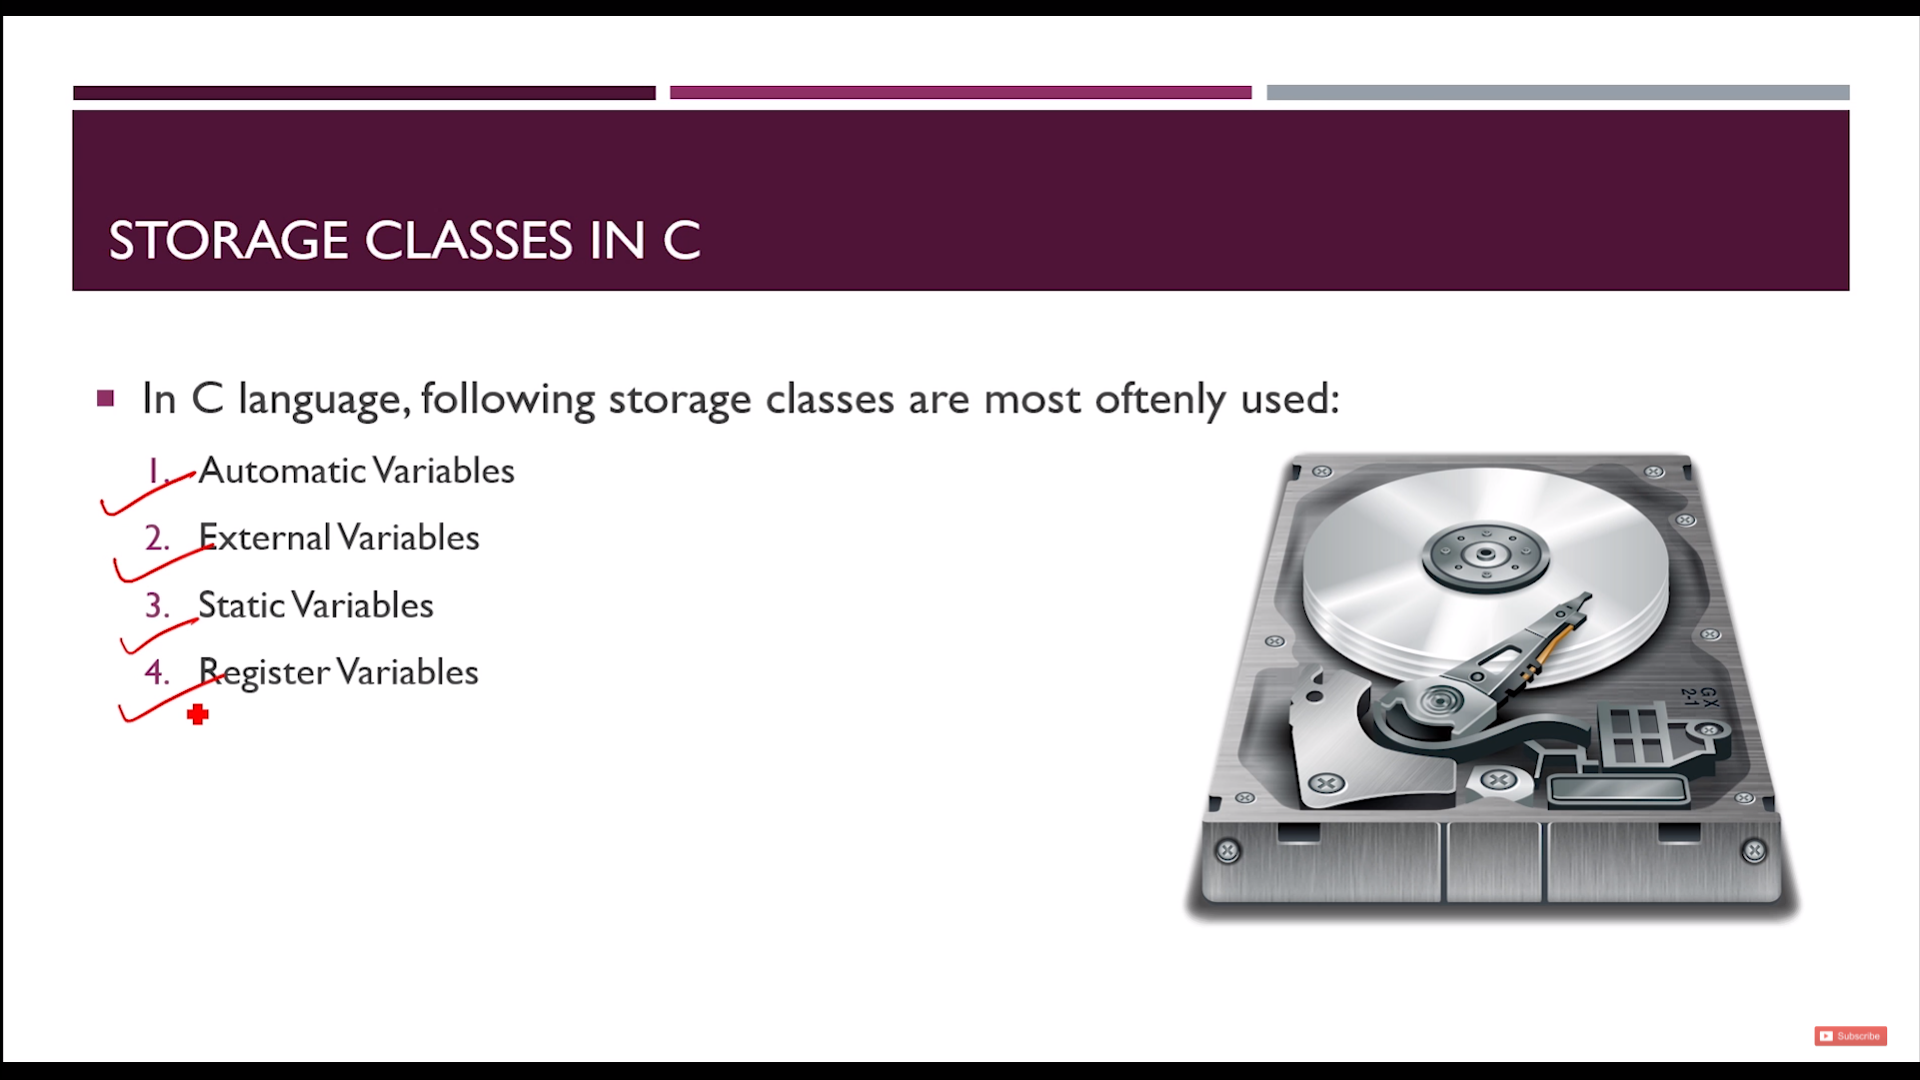 STORAGE CLASSES IN C
In C language, following storage classes are most oftenly used:
1. Automatic Variables
2. External Variables
3. Static Variables
4. Register Variables
GX
2-1
Subscribe